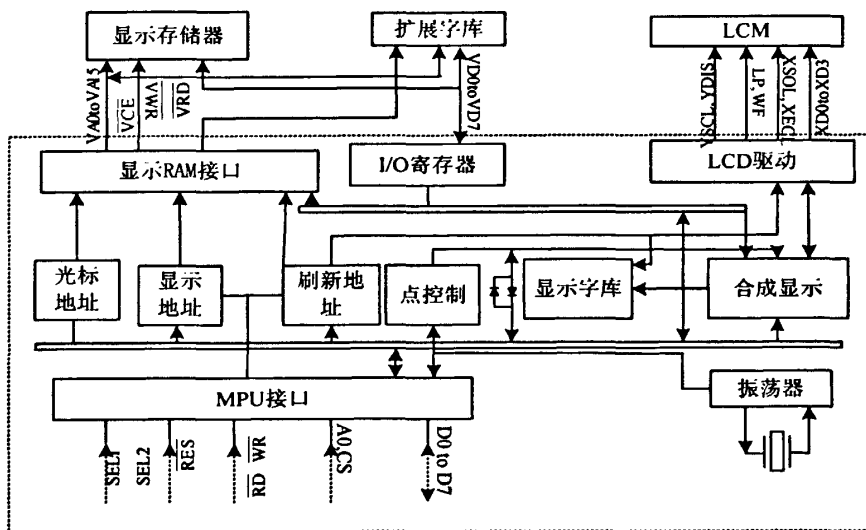 显示存储器
扩展字库
LCM
VA0toVA15
VCE
VWR
VRD
VD0toVD7
YSCL, YDIS
LP, WF
XSOL, XECL
XD0toXD3
显示RAM接口
I/O寄存器
LCD驱动
光标
地址
显示
地址
刷新地
址
点控制
显示字库
合成显示
MPU接口
振荡器
SEL1
SEL2
RES
RD WR
A0,CS
D0 to D7